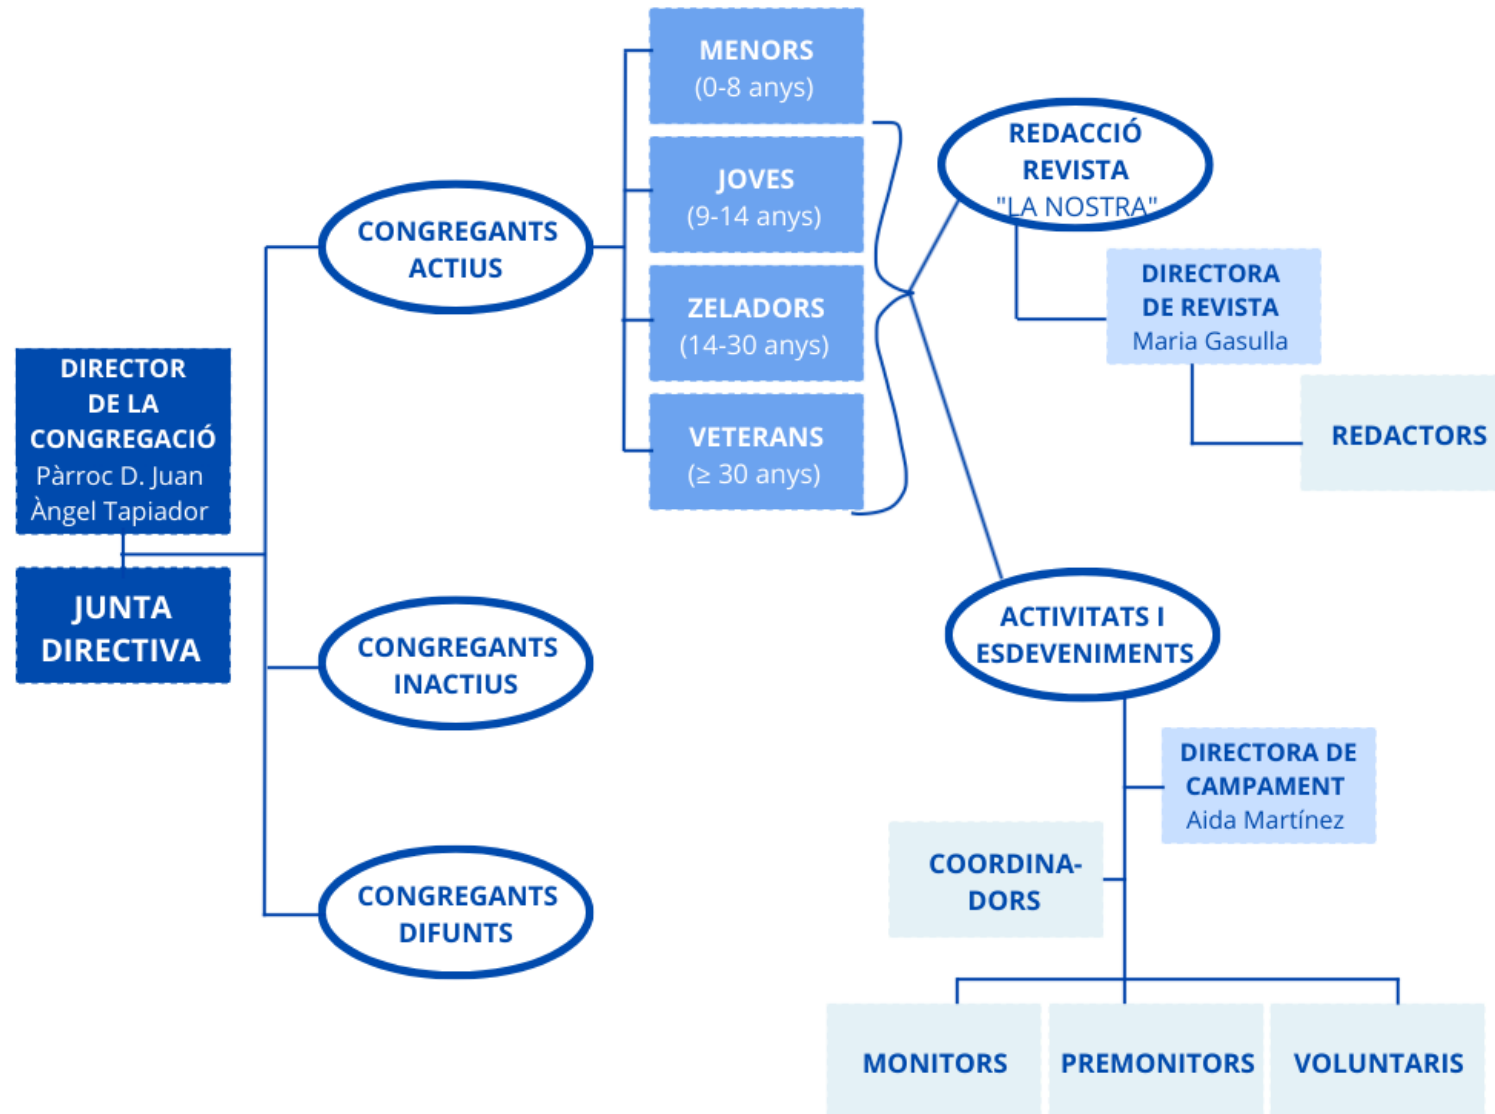 DIRECTOR
DE LA
CONGREGACIÓ
Pàrroc D. Juan
Àngel Tapiador
JUNTA
DIRECTIVA
CONGREGANTS
ACTIUS
CONGREGANTS
INACTIUS
CONGREGANTS
DIFUNTS
MENORS
(0-8 anys)
JOVES
(9-14 anys)
ZELADORS
(14-30 anys)
VETERANS
(≥ 30 anys)
REDACCIÓ
REVISTA
"LA NOSTRA"
DIRECTORA
DE REVISTA
Maria Gasulla
REDACTORS
ACTIVITATS I
ESDEVENIMENTS
DIRECTORA DE
CAMPAMENT
Aida Martínez
COORDINA-
DORS
MONITORS
PREMONITORS
VOLUNTARIS